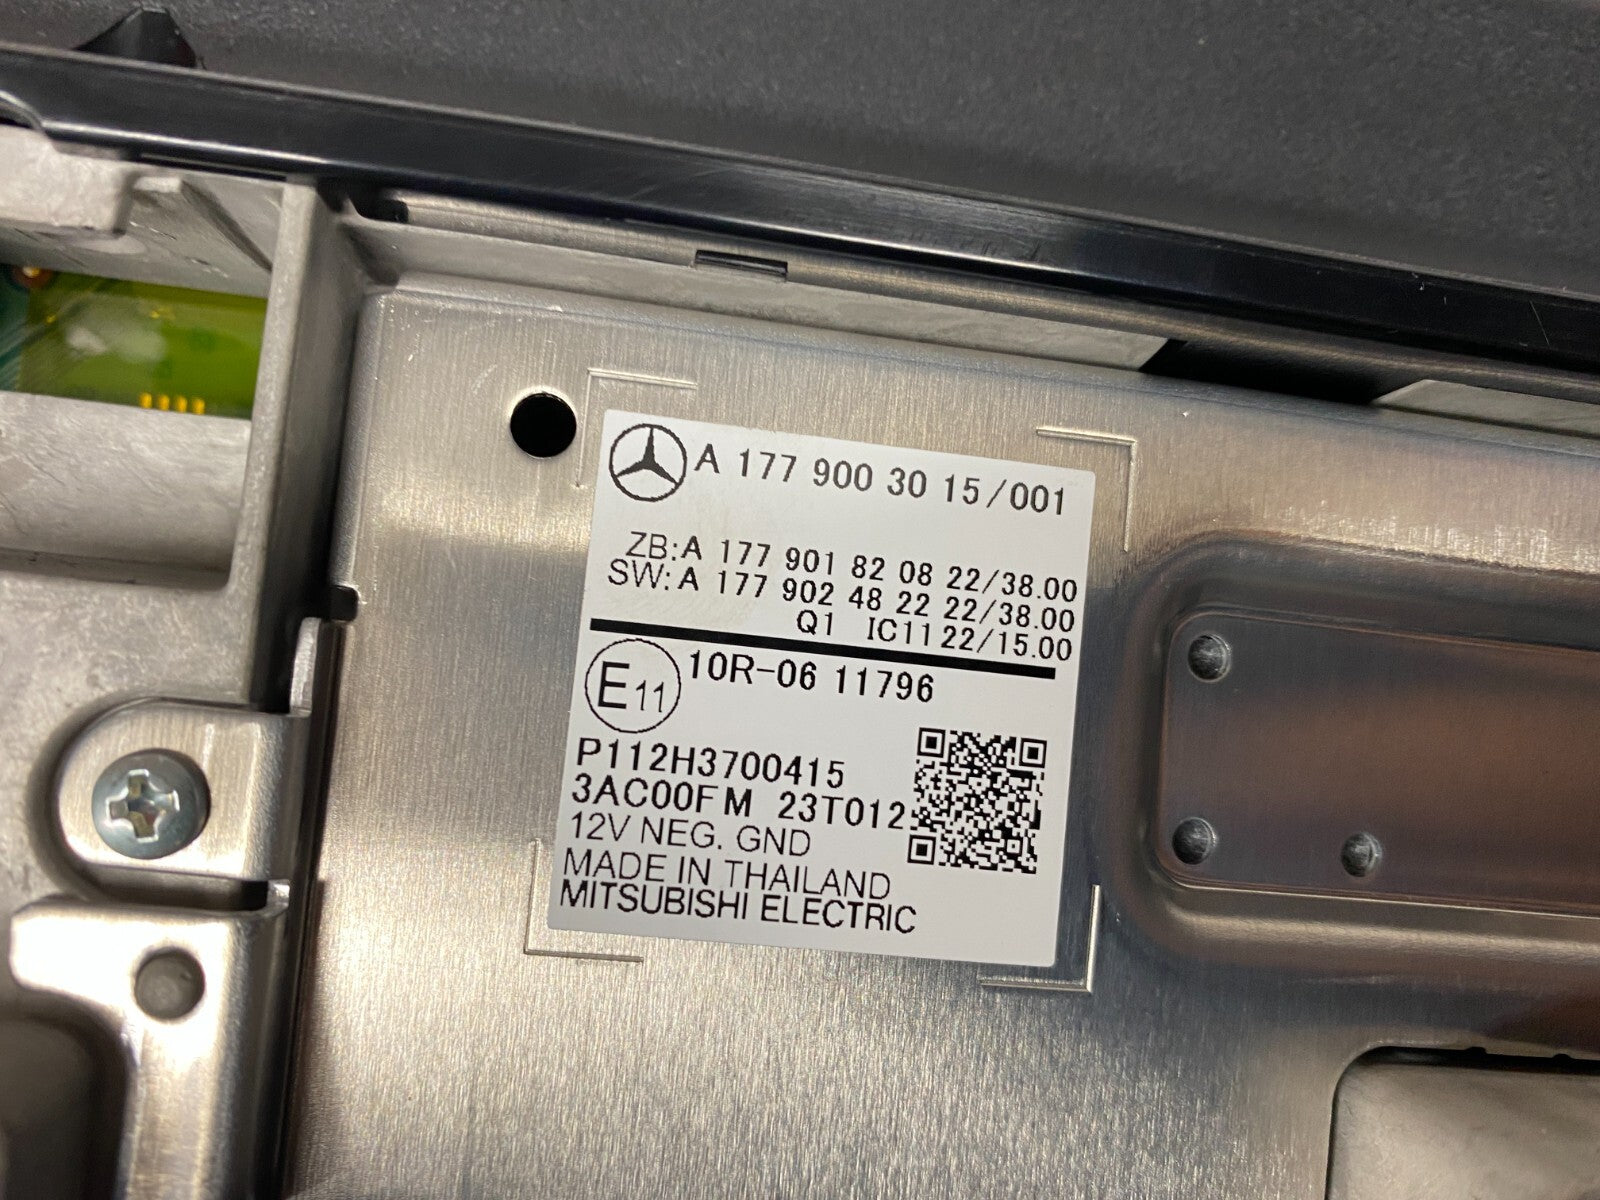 A 177 900 30 15/001
ZB:A 177 901 82 08 22/38.00
SW:A 177 902 48 22 22/38.00
Q1 IC11 22/15.00
E11 10R-06 11796
P112H3700415
3AC00FM 23T012
12V NEG. GND
MADE IN THAILAND
MITSUBISHI ELECTRIC